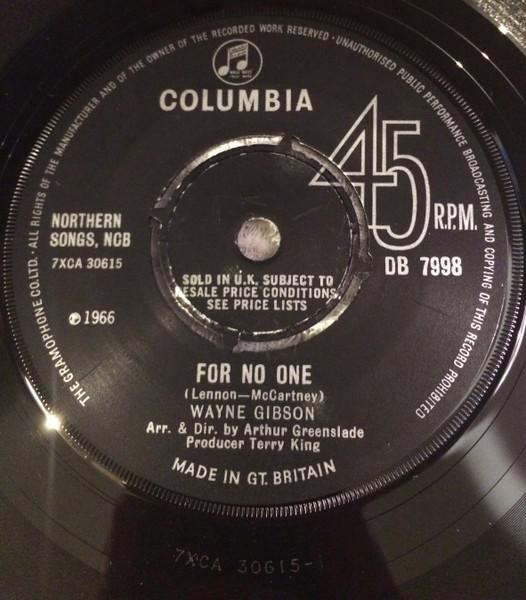 THE GRAMOPHONE CO. LTD. · ALL RIGHTS OF THE MANUFACTURER AND OF THE OWNER OF THE RECORDED WORK RESERVED · UNAUTHORISED PUBLIC PERFORMANCE BROADCASTING AND COPYING OF THIS RECORD PROHIBITED
COLUMBIA
45
R.P.M.
NORTHERN
SONGS, NCB
7XCA 30615
DB 7998
SOLD IN U.K. SUBJECT TO
RESALE PRICE CONDITIONS,
SEE PRICE LISTS
℗ 1966
FOR NO ONE
(Lennon—McCartney)
WAYNE GIBSON
Arr. & Dir. by Arthur Greenslade
Producer Terry King
MADE IN GT. BRITAIN
7XCA 30615-1